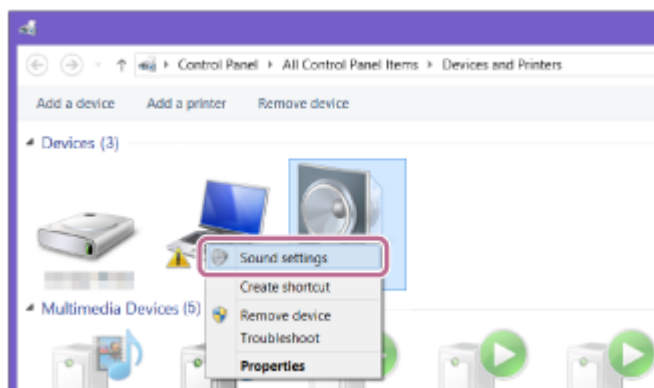 Control Panel All Control Panel Items Devices and Printers
Add a device Add a printer Remove device
Devices (3)
Sound settings
Create shortcut
Multimedia Devices (5)
Remove device
Troubleshoot
Properties